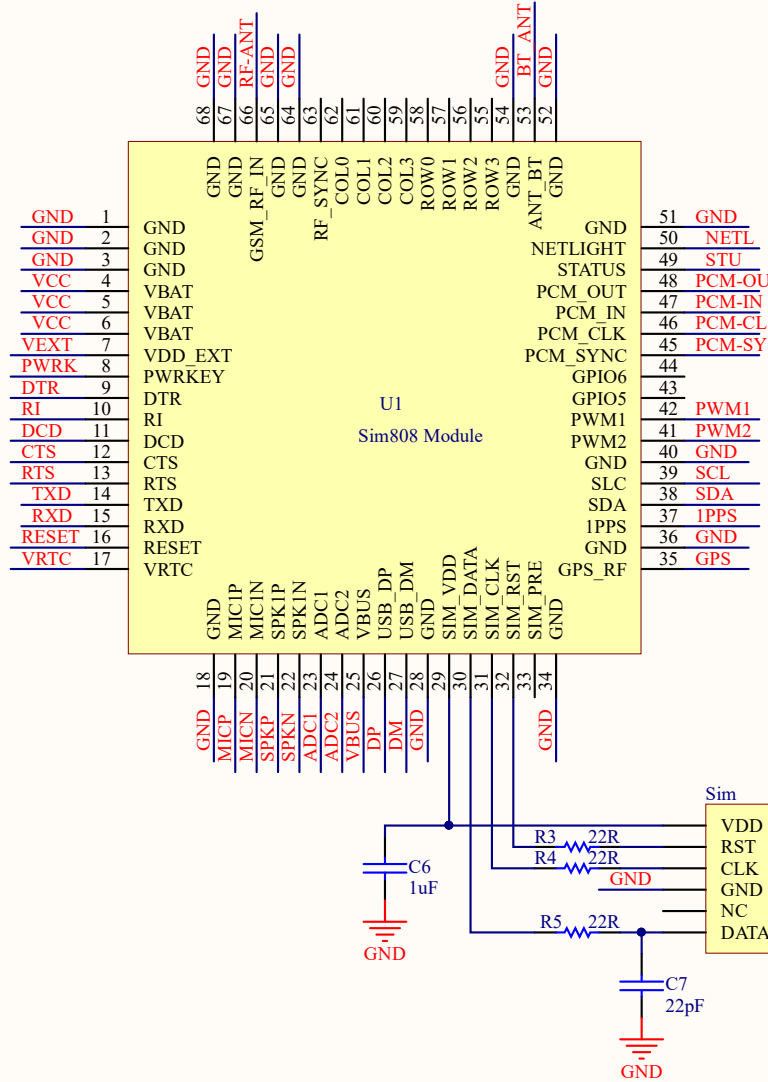 GND
GND
RF-ANT
GND
GND
GND
BT_ANT
GND
68
67
66
65
64
63
62
61
60
59
58
57
56
55
54
53
52
GND
GND
GSM_RF_IN
GND
GND
RF_SYNC
COL0
COL1
COL2
COL3
ROW0
ROW1
ROW2
ROW3
GND
ANT_BT
GND
GND 1 GND
GND 2 GND
GND 3 GND
VCC 4 VBAT
VCC 5 VBAT
VCC 6 VBAT
VEXT 7 VDD_EXT
PWRK 8 PWRKEY
DTR 9 DTR
RI 10 RI
DCD 11 DCD
CTS 12 CTS
RTS 13 RTS
TXD 14 TXD
RXD 15 RXD
RESET 16 RESET
VRTC 17 VRTC
U1
Sim808 Module
GND 51 GND
NETLIGHT 50 NETL
STATUS 49 STU
PCM_OUT 48 PCM-OU
PCM_IN 47 PCM-IN
PCM_CLK 46 PCM-CL
PCM_SYNC 45 PCM-SY
GPIO6 44
GPIO5 43
PWM1 42 PWM1
PWM2 41 PWM2
GND 40 GND
SLC 39 SCL
SDA 38 SDA
1PPS 37 1PPS
GND 36 GND
GPS_RF 35 GPS
GND
MIC1P
MIC1N
SPK1P
SPK1N
ADC1
ADC2
VBUS
USB_DP
USB_DM
GND
SIM_VDD
SIM_DATA
SIM_CLK
SIM_RST
SIM_PRE
GND
18
19
20
21
22
23
24
25
26
27
28
29
30
31
32
33
34
GND
MICP
MICN
SPKP
SPKN
ADC1
ADC2
VBUS
DP
DM
GND
GND
Sim
VDD
R3 22R RST
R4 22R CLK
GND GND
NC
R5 22R DATA
C6
1uF
GND
C7
22pF
GND